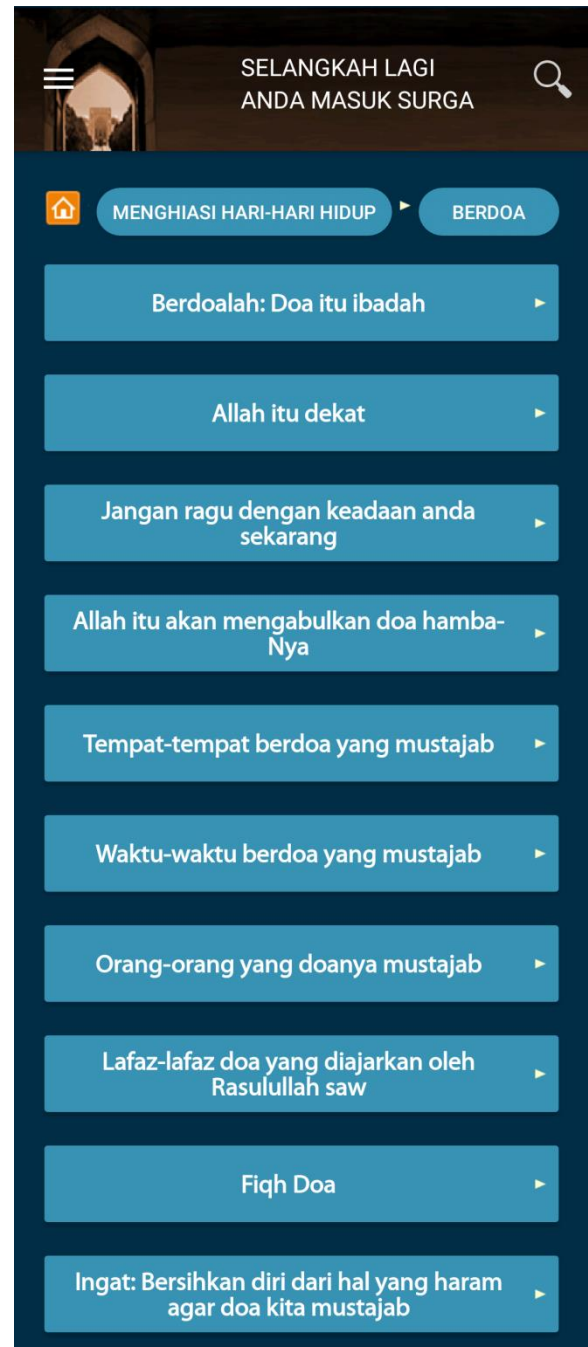 SELANGKAH LAGI
ANDA MASUK SURGA
MENGHIASI HARI-HARI HIDUP
BERDOA
Berdoalah: Doa itu ibadah
Allah itu dekat
Jangan ragu dengan keadaan anda
sekarang
Allah itu akan mengabulkan doa hamba-
Nya
Tempat-tempat berdoa yang mustajab
Waktu-waktu berdoa yang mustajab
Orang-orang yang doanya mustajab
Lafaz-lafaz doa yang diajarkan oleh
Rasulullah saw
Fiqh Doa
Ingat: Bersihkan diri dari hal yang haram
agar doa kita mustajab